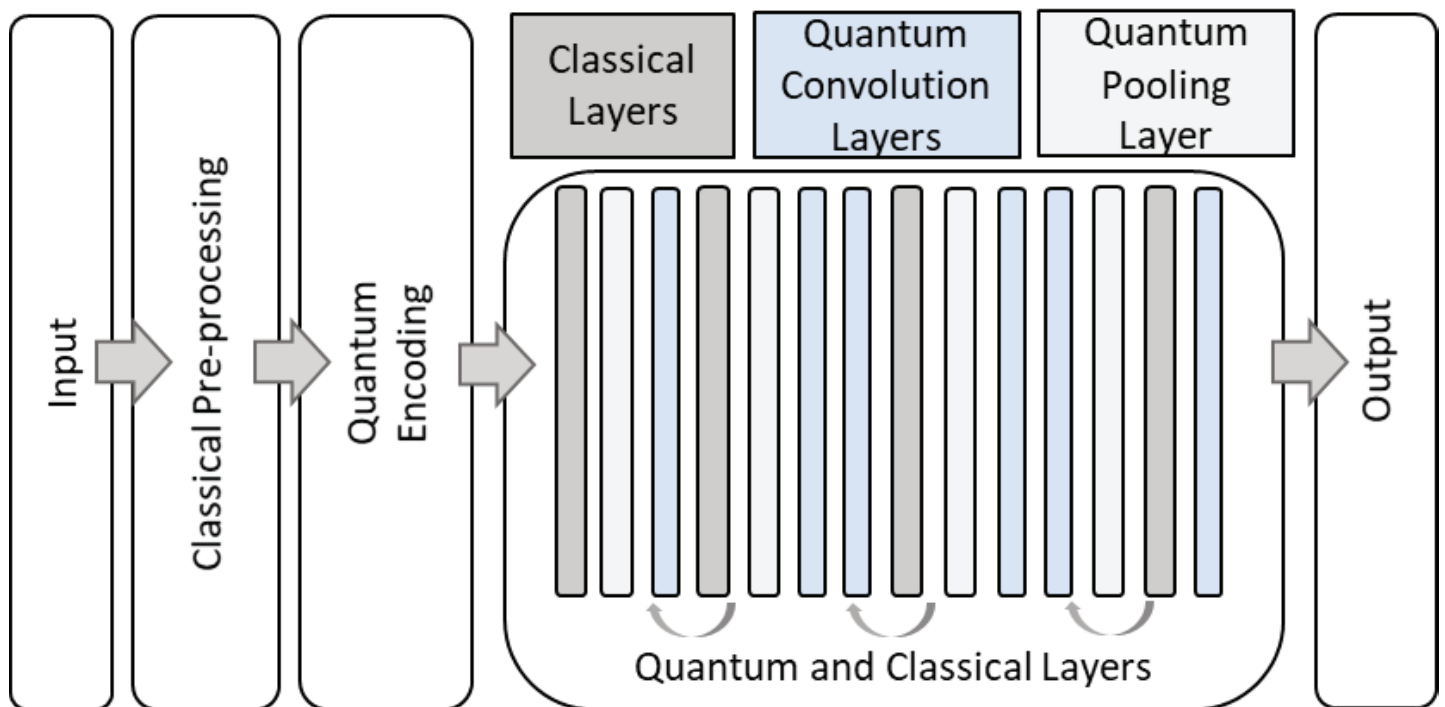 Input
Classical Pre-processing
Quantum
Encoding
Classical
Layers
Quantum
Convolution
Layers
Quantum
Pooling
Layer
Quantum and Classical Layers
Output